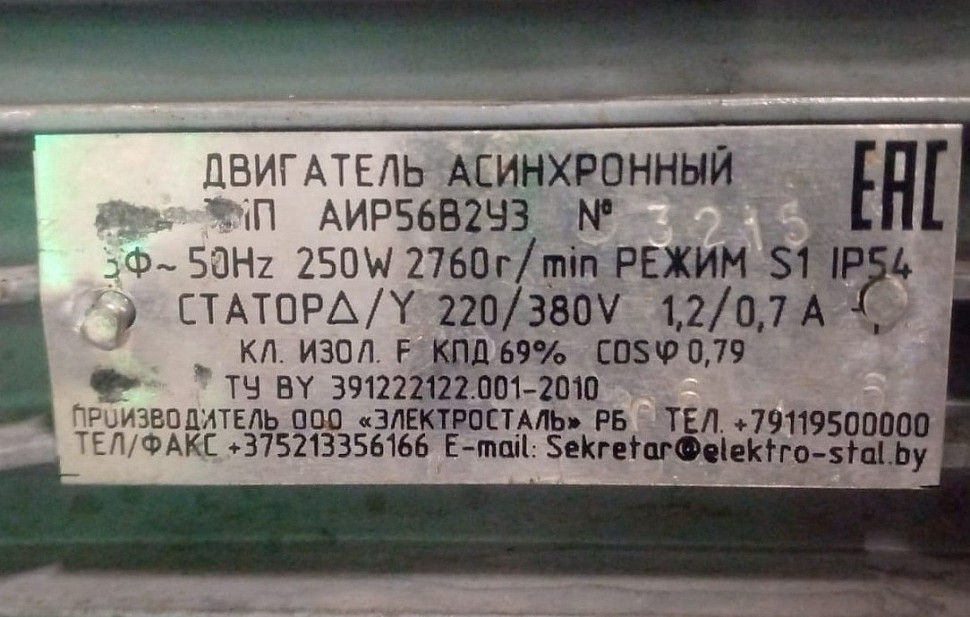 ДВИГАТЕЛЬ АСИНХРОННЫЙ EAC
АИР56В2У3 № 3215
3Ф~ 50Hz 250W 2760r/min РЕЖИМ S1 IP54
СТАТОР Δ/Y 220/380V 1,2/0,7 А
КЛ. ИЗОЛ. F КПД 69% COSφ 0,79
ТУ BY 391222122.001-2010
ПРОИЗВОДИТЕЛЬ ООО «ЭЛЕКТРОСТАЛЬ» РБ ТЕЛ. +79119500000
ТЕЛ/ФАКС +375213356166 E-mail: Sekretar@elektro-stal.by